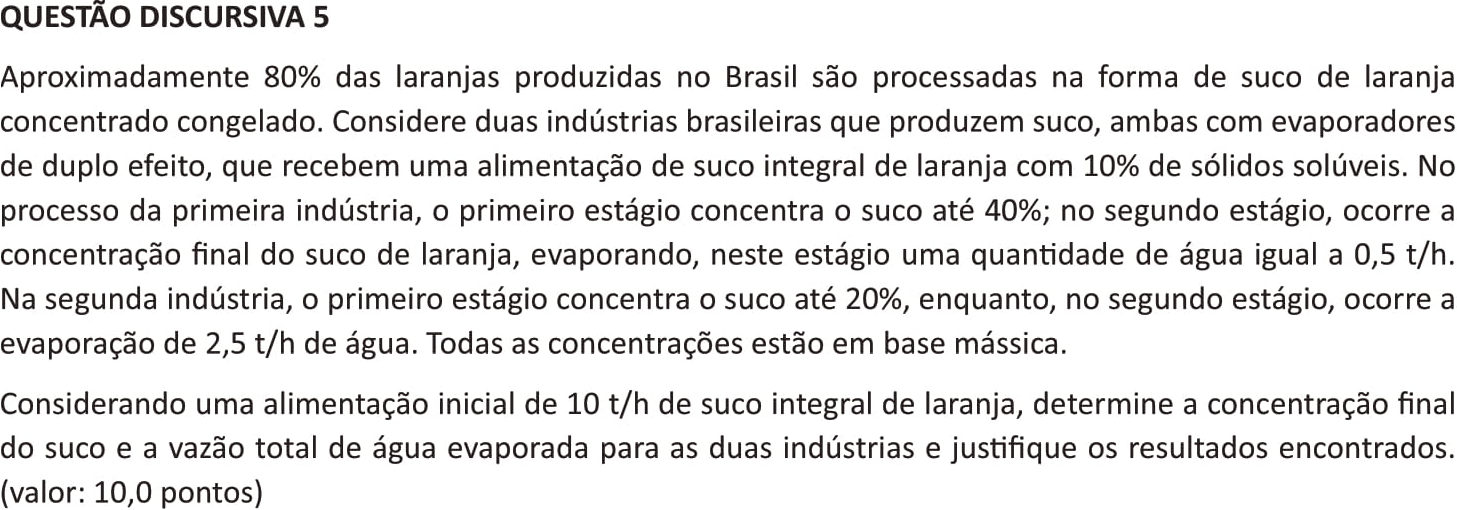 QUESTÃO DISCURSIVA 5
Aproximadamente 80% das laranjas produzidas no Brasil são processadas na forma de suco de laranja
concentrado congelado. Considere duas indústrias brasileiras que produzem suco, ambas com evaporadores
de duplo efeito, que recebem uma alimentação de suco integral de laranja com 10% de sólidos solúveis. No
processo da primeira indústria, o primeiro estágio concentra o suco até 40%; no segundo estágio, ocorre a
concentração final do suco de laranja, evaporando, neste estágio uma quantidade de água igual a 0,5 t/h.
Na segunda indústria, o primeiro estágio concentra o suco até 20%, enquanto, no segundo estágio, ocorre a
evaporação de 2,5 t/h de água. Todas as concentrações estão em base mássica.
Considerando uma alimentação inicial de 10 t/h de suco integral de laranja, determine a concentração final
do suco e a vazão total de água evaporada para as duas indústrias e justifique os resultados encontrados.
(valor: 10,0 pontos)